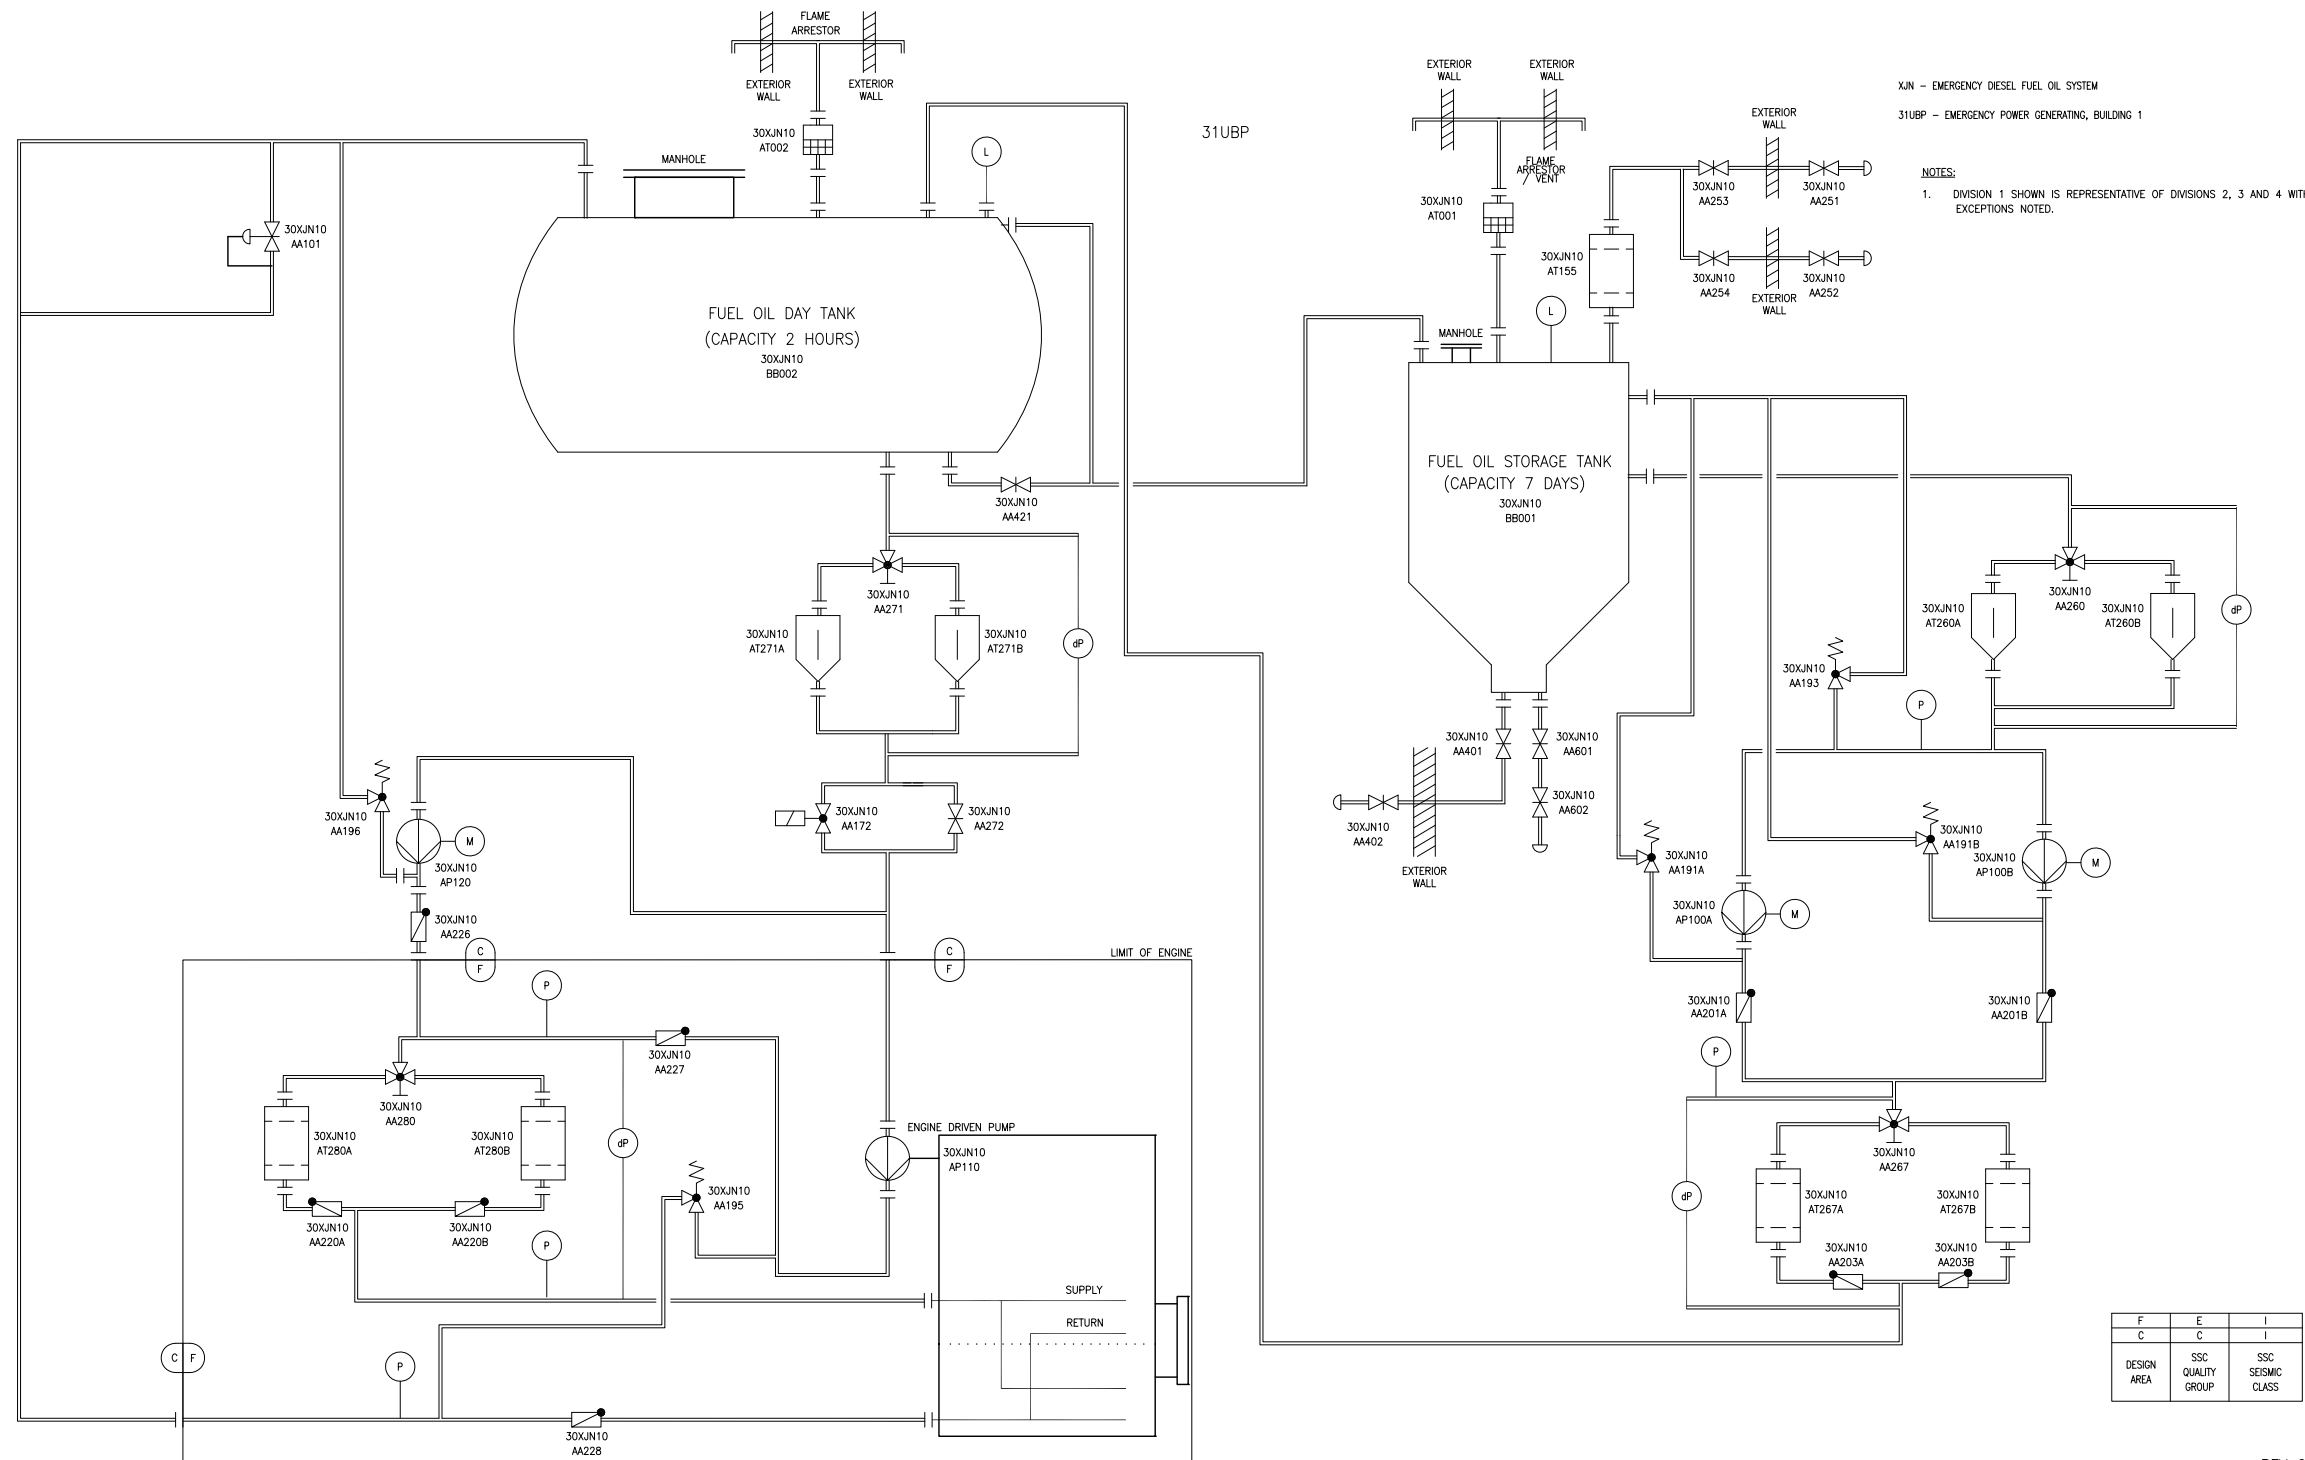 FLAME
ARRESTOR
EXTERIOR
WALL
EXTERIOR
WALL
30XJN10
AT002
MANHOLE
L
31UBP
EXTERIOR
WALL
EXTERIOR
WALL
FLAME
ARRESTOR
VENT
30XJN10
AT001
30XJN10
AT155
EXTERIOR
WALL
30XJN10
AA253
30XJN10
AA251
30XJN10
AA254
30XJN10
AA252
EXTERIOR
WALL
XJN – EMERGENCY DIESEL FUEL OIL SYSTEM
31UBP – EMERGENCY POWER GENERATING, BUILDING 1
NOTES:
1. DIVISION 1 SHOWN IS REPRESENTATIVE OF DIVISIONS 2, 3 AND 4 WITH
EXCEPTIONS NOTED.
30XJN10
AA101
FUEL OIL DAY TANK
(CAPACITY 2 HOURS)
30XJN10
BB002
L
MANHOLE
FUEL OIL STORAGE TANK
(CAPACITY 7 DAYS)
30XJN10
BB001
30XJN10
AA421
30XJN10
AA271
30XJN10
AT271A
30XJN10
AT271B
dP
30XJN10
AA260
30XJN10
AT260A
30XJN10
AT260B
dP
30XJN10
AA193
P
30XJN10
AA401
30XJN10
AA601
30XJN10
AA602
30XJN10
AA402
EXTERIOR
WALL
30XJN10
AA196
M
30XJN10
AP120
30XJN10
AA172
30XJN10
AA272
30XJN10
AA191A
30XJN10
AA191B
30XJN10
AP100B
M
30XJN10
AP100A
M
30XJN10
AA226
C
F
C
F
LIMIT OF ENGINE
P
30XJN10
AA227
30XJN10
AA201A
30XJN10
AA201B
P
30XJN10
AA280
30XJN10
AT280A
30XJN10
AT280B
dP
ENGINE DRIVEN PUMP
30XJN10
AP110
30XJN10
AA195
30XJN10
AA220A
30XJN10
AA220B
P
30XJN10
AA267
dP
30XJN10
AT267A
30XJN10
AT267B
30XJN10
AA203A
30XJN10
AA203B
SUPPLY
RETURN
C F
P
30XJN10
AA228
F E I
C C I
DESIGN
AREA
SSC
QUALITY
GROUP
SSC
SEISMIC
CLASS